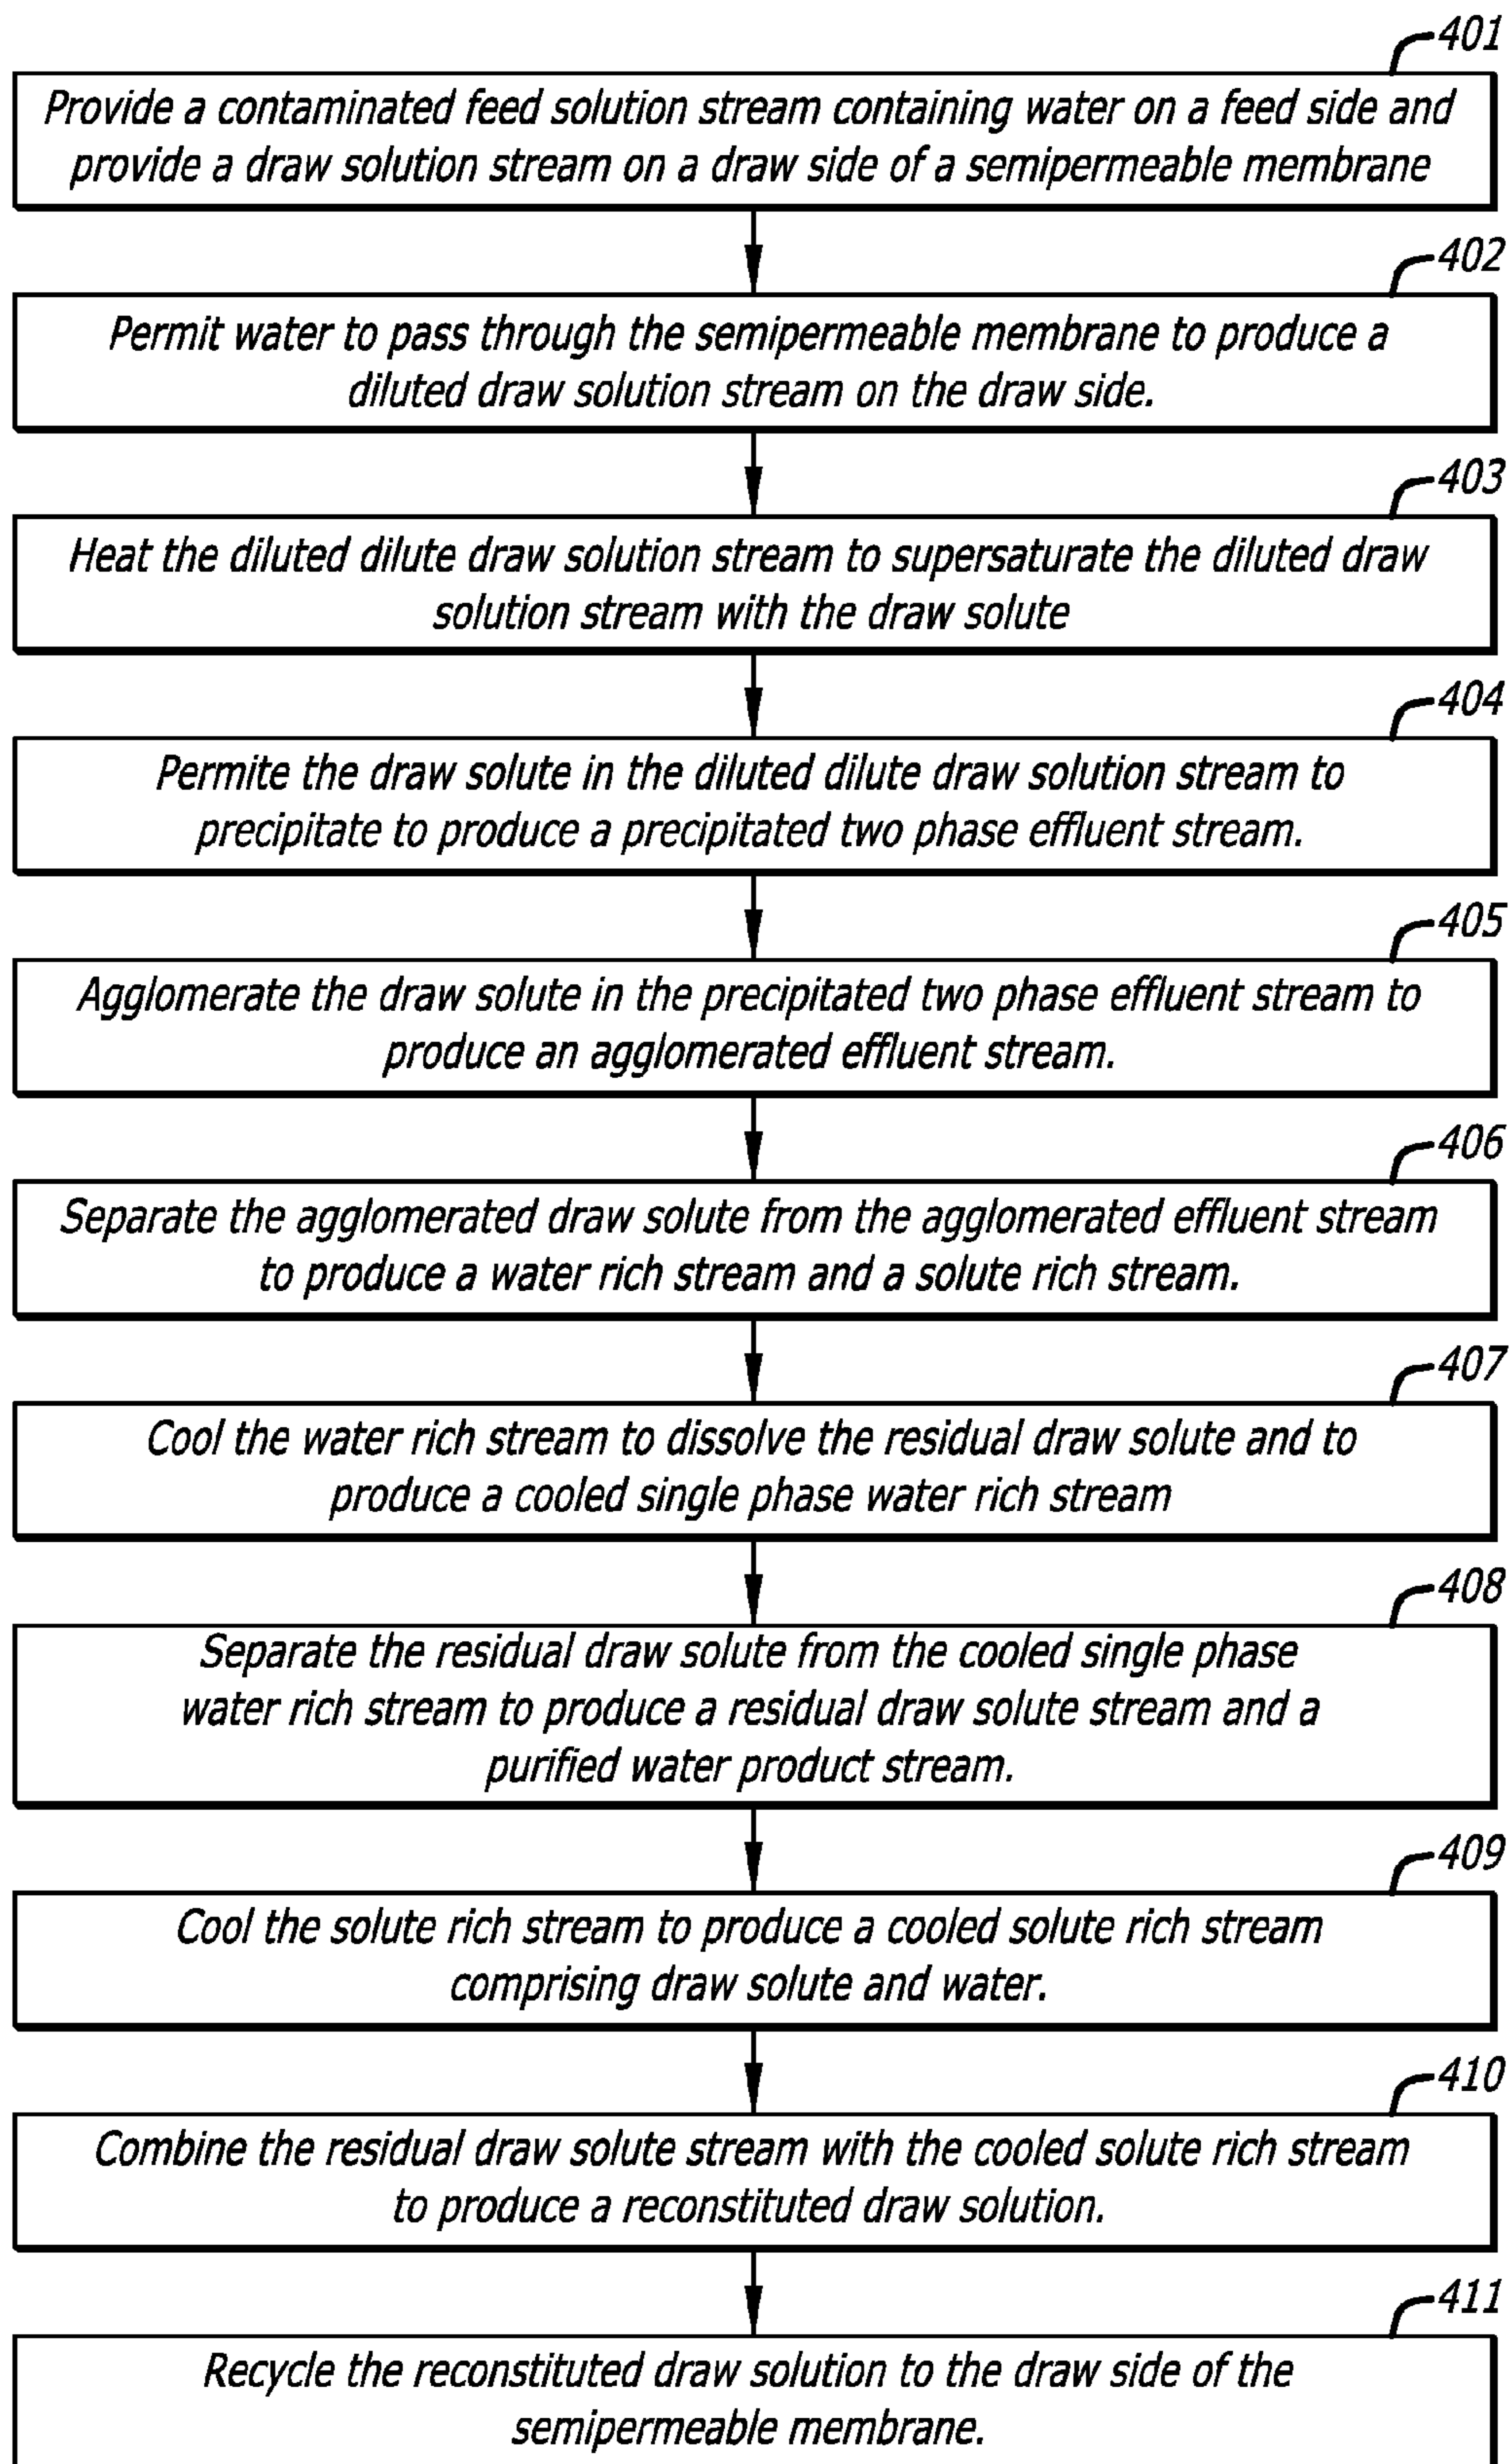 401
Provide a contaminated feed solution stream containing water on a feed side and
provide a draw solution stream on a draw side of a semipermeable membrane
402
Permit water to pass through the semipermeable membrane to produce a
diluted draw solution stream on the draw side.
403
Heat the diluted dilute draw solution stream to supersaturate the diluted draw
solution stream with the draw solute
404
Permite the draw solute in the diluted dilute draw solution stream to
precipitate to produce a precipitated two phase effluent stream.
405
Agglomerate the draw solute in the precipitated two phase effluent stream to
produce an agglomerated effluent stream.
406
Separate the agglomerated draw solute from the agglomerated effluent stream
to produce a water rich stream and a solute rich stream.
407
Cool the water rich stream to dissolve the residual draw solute and to
produce a cooled single phase water rich stream
408
Separate the residual draw solute from the cooled single phase
water rich stream to produce a residual draw solute stream and a
purified water product stream.
409
Cool the solute rich stream to produce a cooled solute rich stream
comprising draw solute and water.
410
Combine the residual draw solute stream with the cooled solute rich stream
to produce a reconstituted draw solution.
411
Recycle the reconstituted draw solution to the draw side of the
semipermeable membrane.